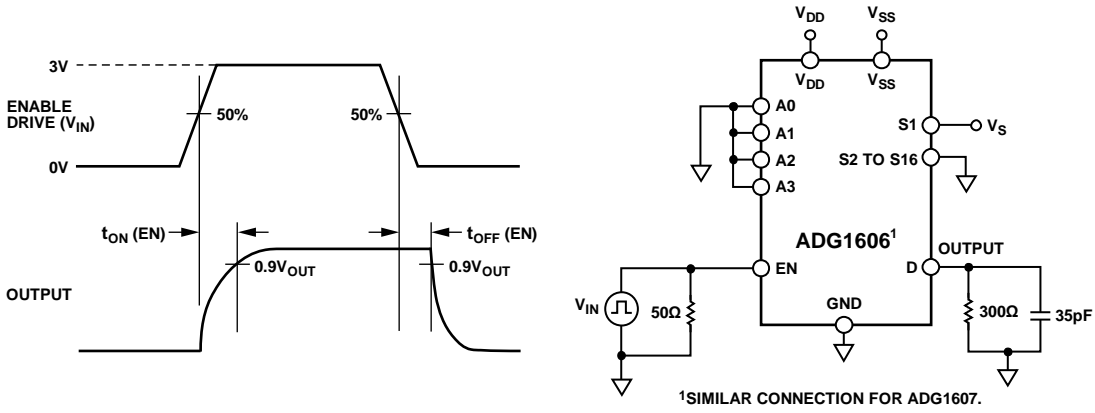 3V
ENABLE
DRIVE (VIN)
50%
50%
0V
tON (EN)
tOFF (EN)
0.9VOUT
0.9VOUT
OUTPUT
VDD
VSS
VDD
VSS
A0
A1
A2
A3
S1
VS
S2 TO S16
ADG1606¹
OUTPUT
EN
D
VIN
50Ω
GND
300Ω
35pF
¹SIMILAR CONNECTION FOR ADG1607.